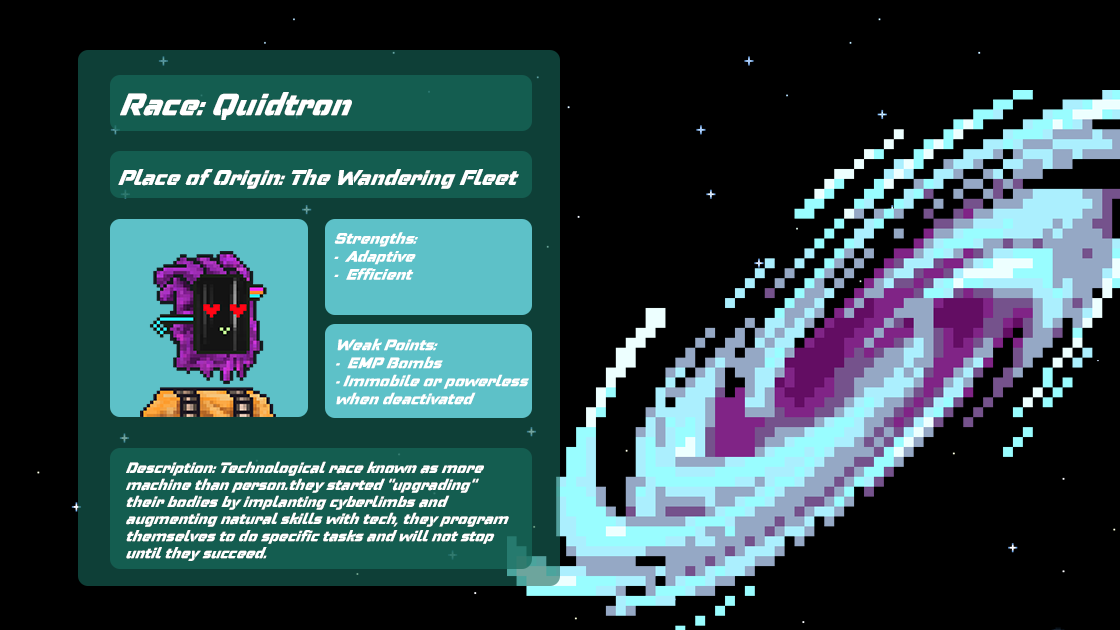 Race: Quidtron
Place of Origin: The Wandering Fleet
Strengths:
- Adaptive
- Efficient
Weak Points:
- EMP Bombs
- Immobile or powerless
when deactivated
Description: Technological race known as more
machine than person.they started "upgrading"
their bodies by implanting cyberlimbs and
augmenting natural skills with tech, they program
themselves to do specific tasks and will not stop
until they succeed.